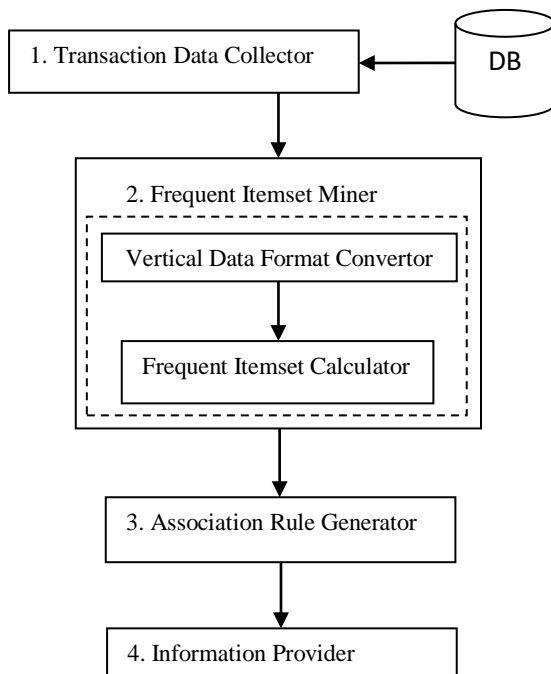 1. Transaction Data Collector
DB
2. Frequent Itemset Miner
Vertical Data Format Convertor
Frequent Itemset Calculator
3. Association Rule Generator
4. Information Provider